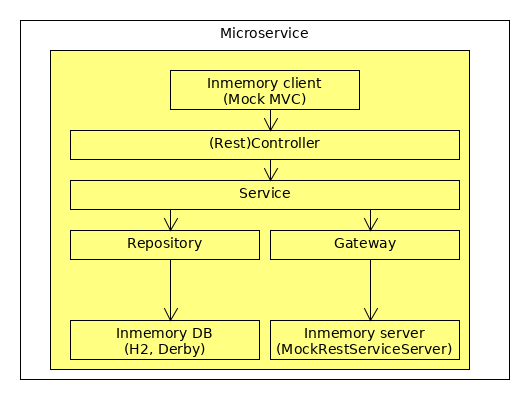 Microservice
Inmemory client
(Mock MVC)
(Rest)Controller
Service
Repository
Gateway
Inmemory DB
(H2, Derby)
Inmemory server
(MockRestServiceServer)